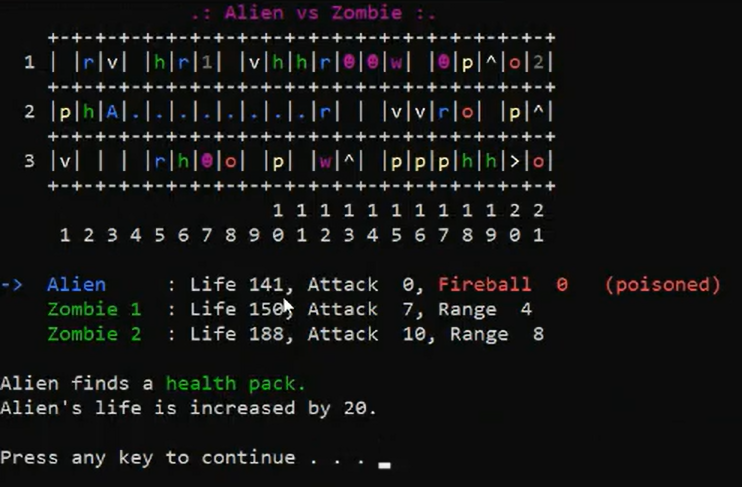 .: Alien vs Zombie :.
+-+-+-+-+-+-+-+-+-+-+-+-+-+-+-+-+-+-+-+-+-+
1 | |r|v| |h|r|1| |v|h|h|r|☻|☻|w| |☻|p|^|o|2|
+-+-+-+-+-+-+-+-+-+-+-+-+-+-+-+-+-+-+-+-+-+
2 |p|h|A|.|.|.|.|.|.|.|.|r| | |v|v|r|o| |p|^|
+-+-+-+-+-+-+-+-+-+-+-+-+-+-+-+-+-+-+-+-+-+
3 |v| | | |r|h|☻|o| |p| |w|^| |p|p|p|h|h|>|o|
+-+-+-+-+-+-+-+-+-+-+-+-+-+-+-+-+-+-+-+-+-+
1 1 1 1 1 1 1 1 1 1 2 2
1 2 3 4 5 6 7 8 9 0 1 2 3 4 5 6 7 8 9 0 1
-> Alien : Life 141, Attack 0, Fireball 0 (poisoned)
Zombie 1 : Life 150, Attack 7, Range 4
Zombie 2 : Life 188, Attack 10, Range 8
Alien finds a health pack.
Alien's life is increased by 20.
Press any key to continue . . . _